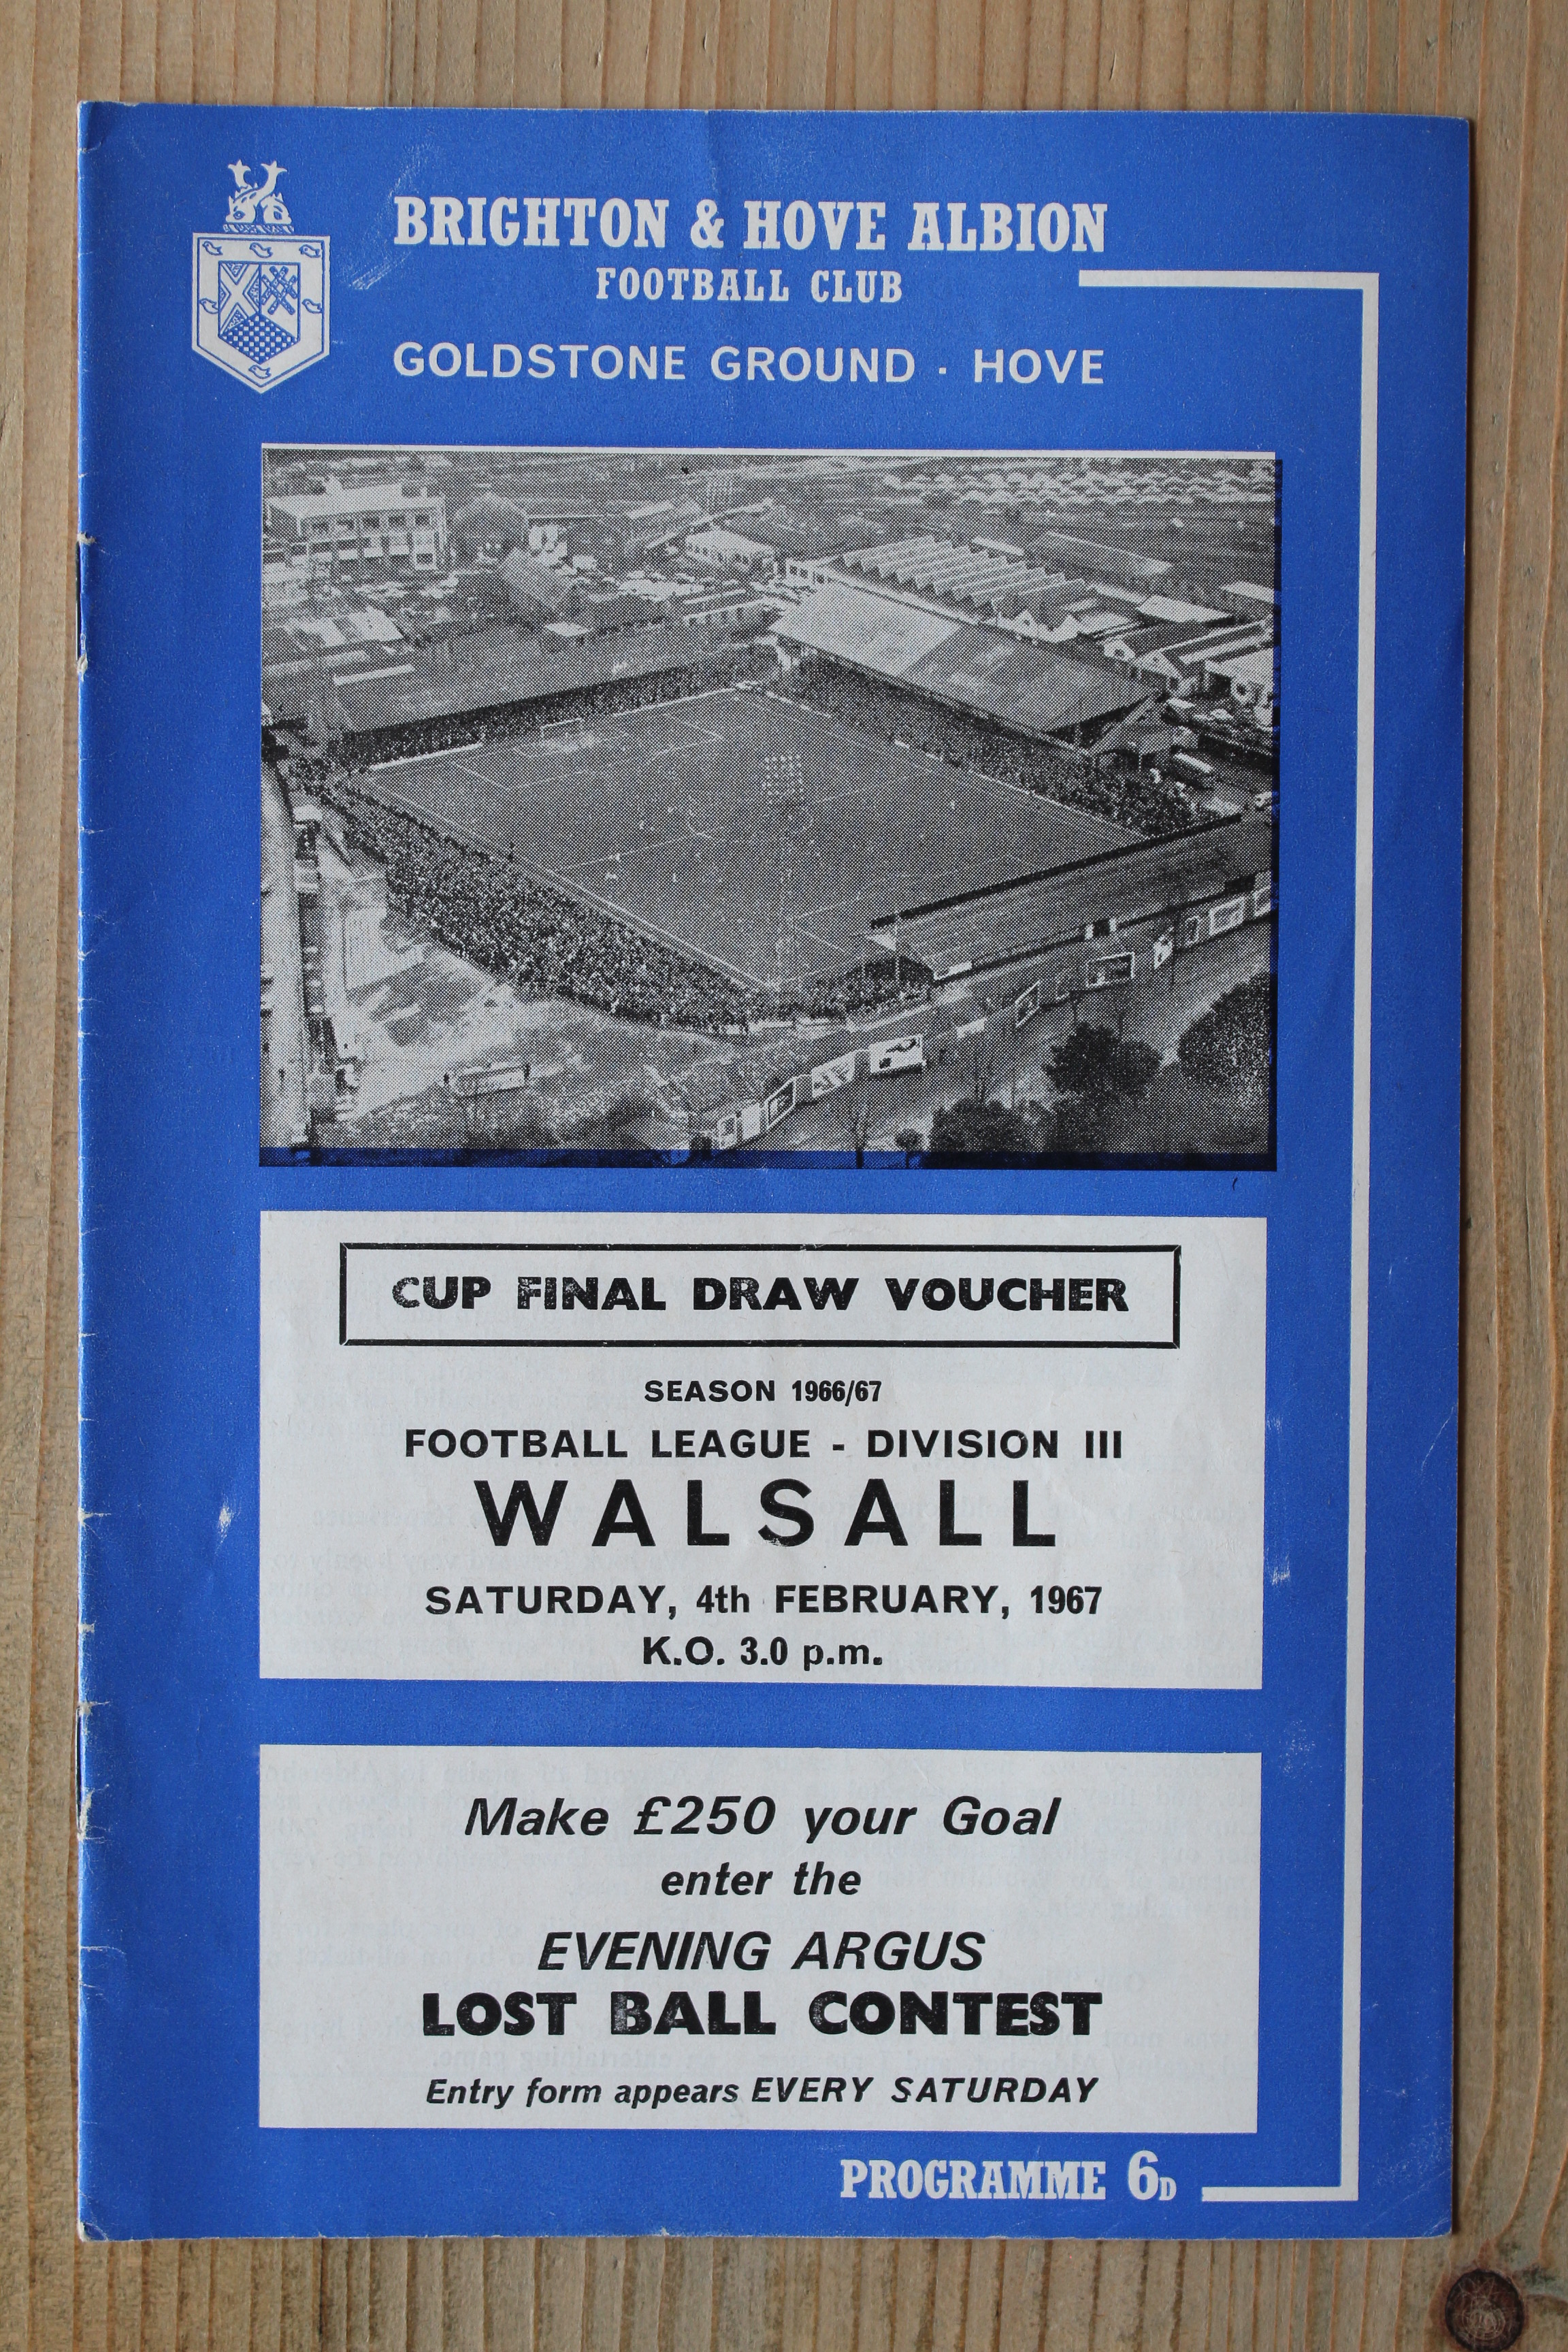 BRIGHTON & HOVE ALBION
FOOTBALL CLUB
GOLDSTONE GROUND · HOVE
CUP FINAL DRAW VOUCHER
SEASON 1966/67
FOOTBALL LEAGUE - DIVISION III
WALSALL
SATURDAY, 4th FEBRUARY, 1967
K.O. 3.0 p.m.
Make £250 your Goal
enter the
EVENING ARGUS
LOST BALL CONTEST
Entry form appears EVERY SATURDAY
PROGRAMME 6D